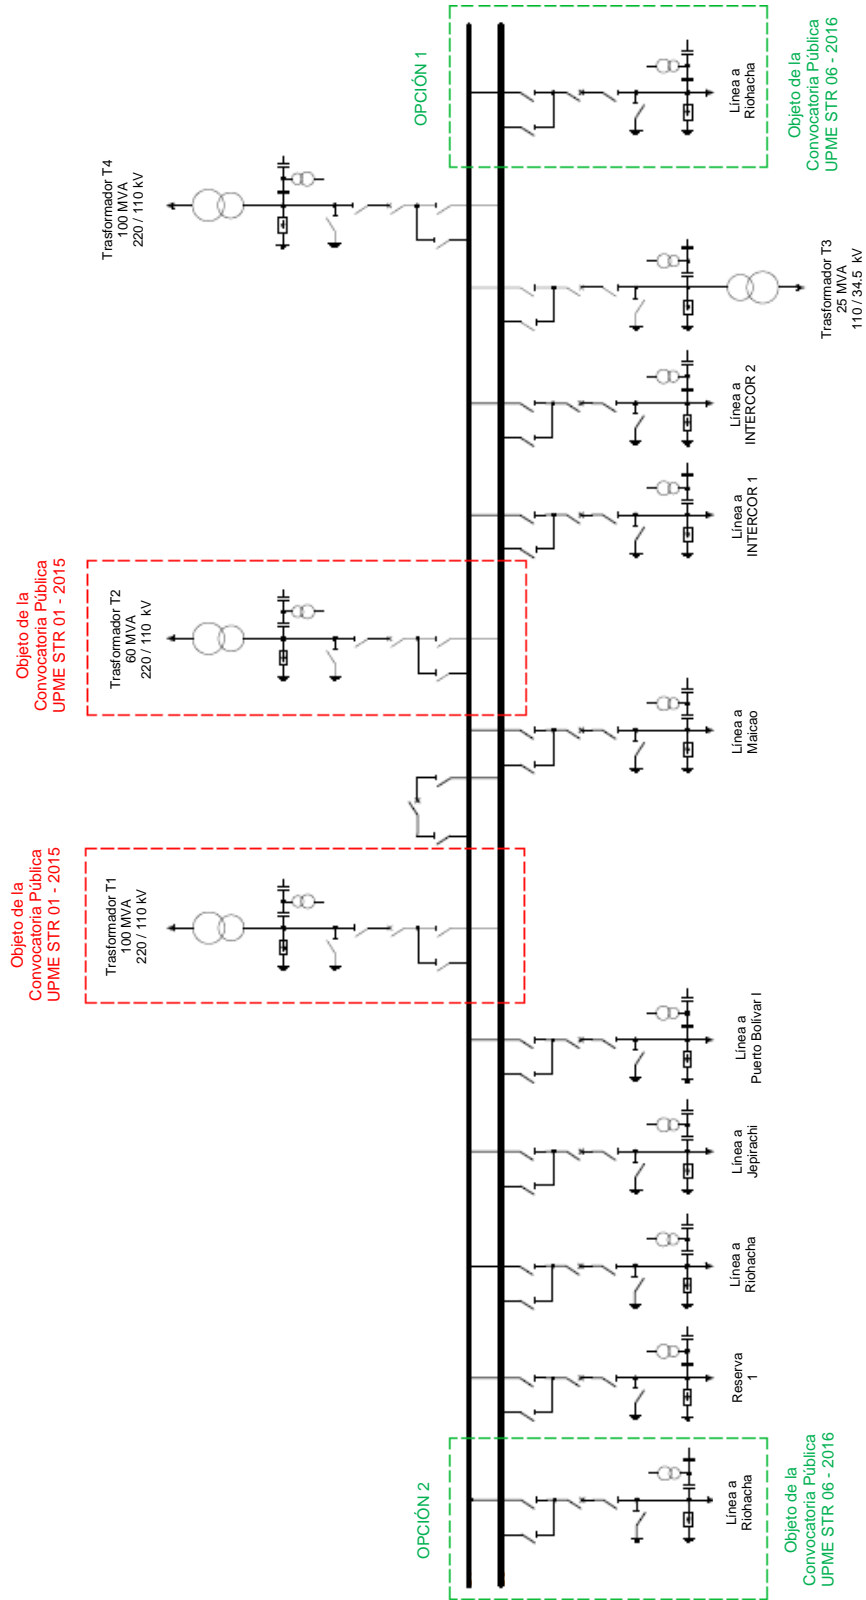 OPCIÓN 1
Línea a
Riohacha
Objeto de la
Convocatoria Pública
UPME STR 06 - 2016
Trasformador T4
100 MVA
220 / 110 kV
Trasformador T3
25 MVA
110 / 34.5 kV
Línea a
INTERCOR 2
Línea a
INTERCOR 1
Objeto de la
Convocatoria Pública
UPME STR 01 - 2015
Trasformador T2
60 MVA
220 / 110 kV
Línea a
Maicao
Objeto de la
Convocatoria Pública
UPME STR 01 - 2015
Trasformador T1
100 MVA
220 / 110 kV
Línea a
Puerto Bolívar I
Línea a
Jepirachi
Línea a
Riohacha
Reserva
1
OPCIÓN 2
Línea a
Riohacha
Objeto de la
Convocatoria Pública
UPME STR 06 - 2016